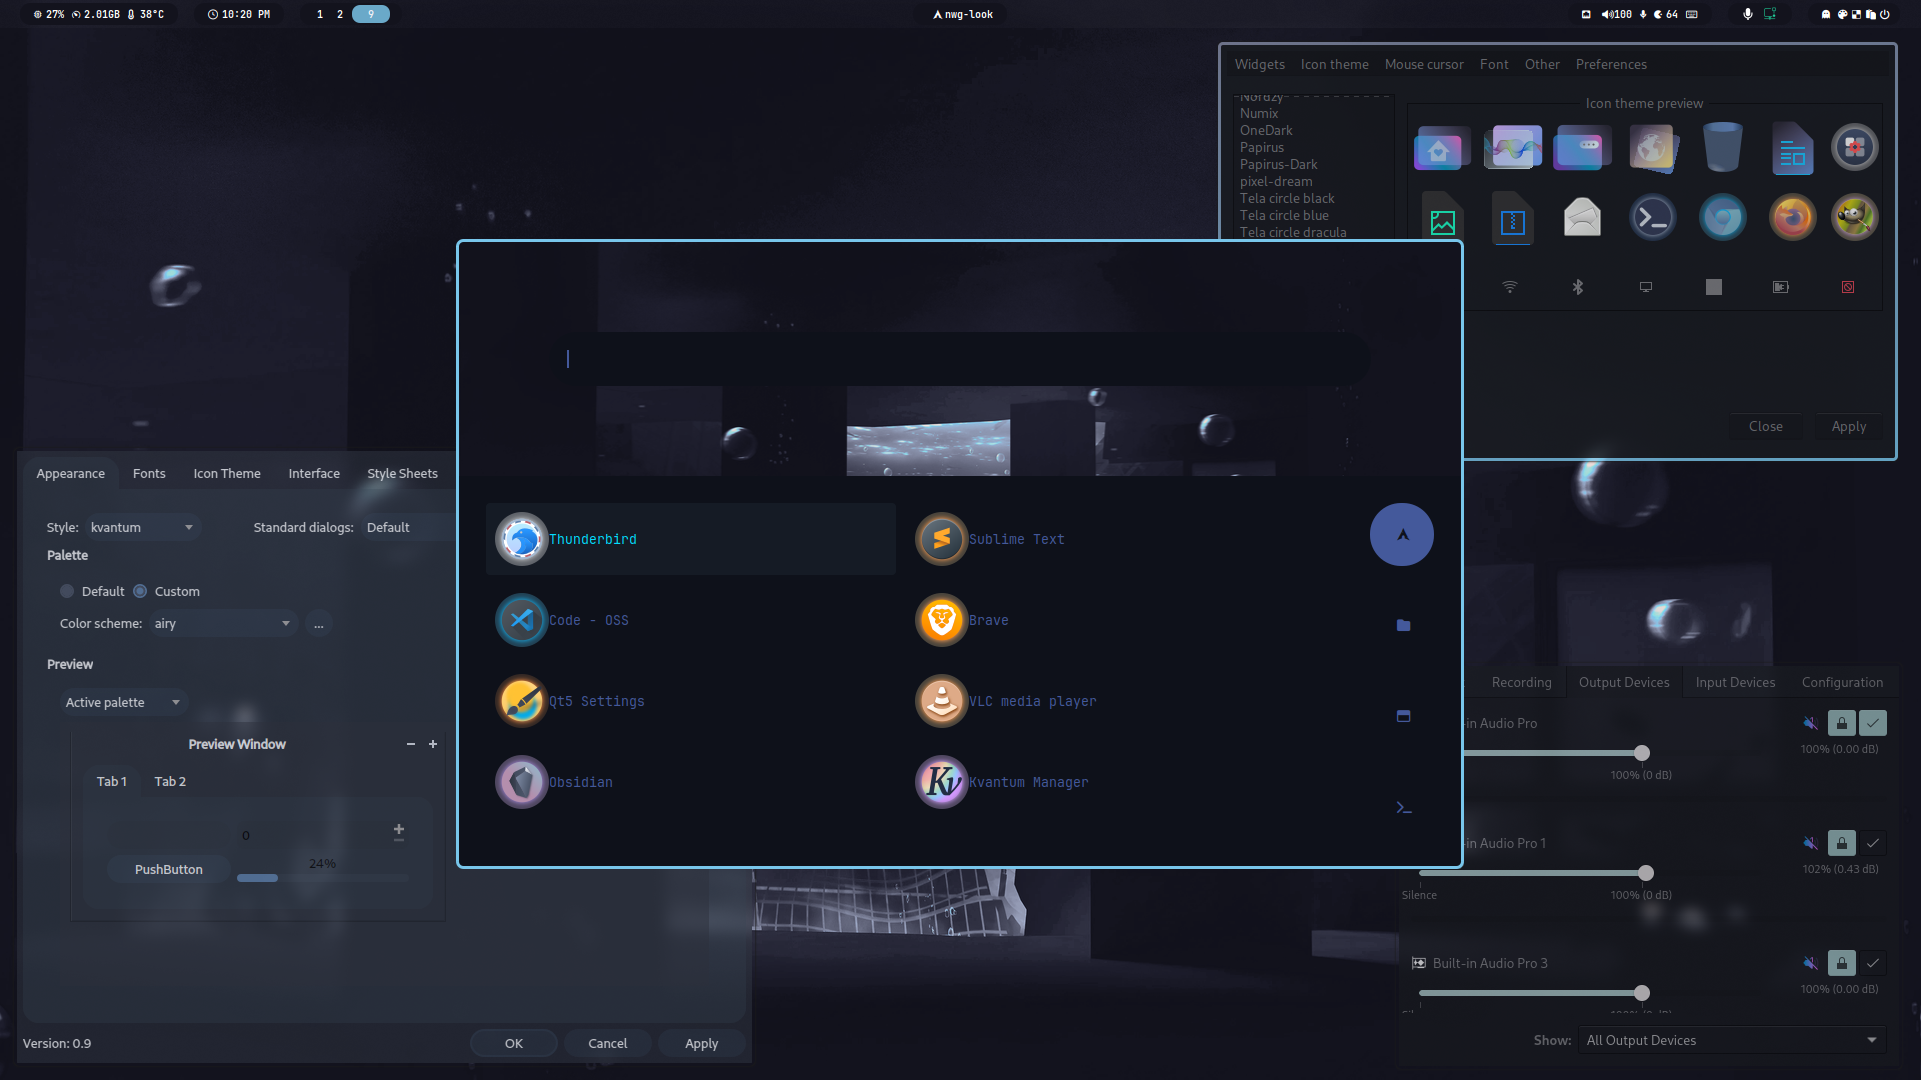 27% 2.01GB 38°C
10:20 PM
1 2 9
nwg-look
100 64
Widgets Icon theme Mouse cursor Font Other Preferences
Nordzy
Numix
OneDark
Papirus
Papirus-Dark
pixel-dream
Tela circle black
Tela circle blue
Tela circle dracula
Icon theme preview
Close Apply
Thunderbird
Sublime Text
Code - OSS
Brave
Qt5 Settings
VLC media player
Obsidian
Kv
Kvantum Manager
Appearance Fonts Icon Theme Interface Style Sheets
Style: kvantum
Standard dialogs: Default
Palette
Default Custom
Color scheme: airy ...
Preview
Active palette
Preview Window
Tab 1 Tab 2
0
PushButton
24%
Version: 0.9
OK Cancel Apply
Recording Output Devices Input Devices Configuration
-in Audio Pro
100% (0.00 dB)
100% (0 dB)
Audio Pro 1
102% (0.43 dB)
Silence
100% (0 dB)
Built-in Audio Pro 3
100% (0.00 dB)
Show: All Output Devices